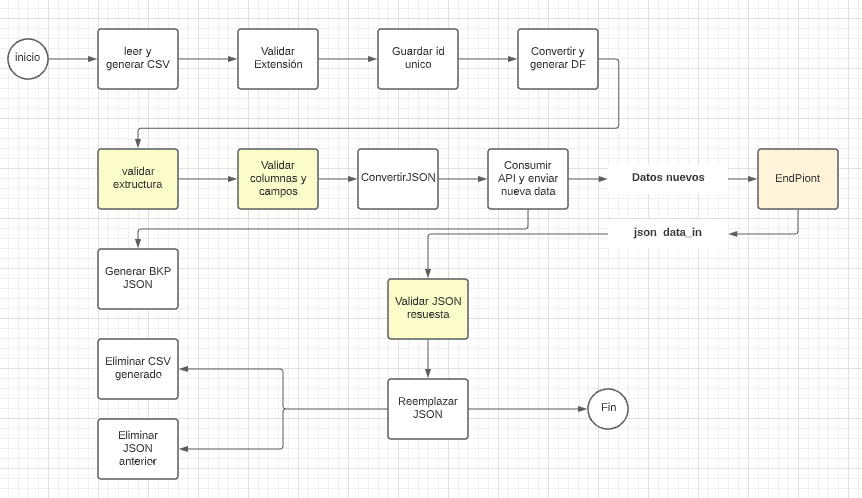 inicio
leer y
generar CSV
Validar
Extensión
Guardar id
unico
Convertir y
generar DF
validar
extructura
Validar
columnas y
campos
ConvertirJSON
Consumir
API y enviar
nueva data
Datos nuevos
EndPiont
json_data_in
Generar BKP
JSON
Validar JSON
resuesta
Eliminar CSV
generado
Reemplazar
JSON
Fin
Eliminar
JSON
anterior